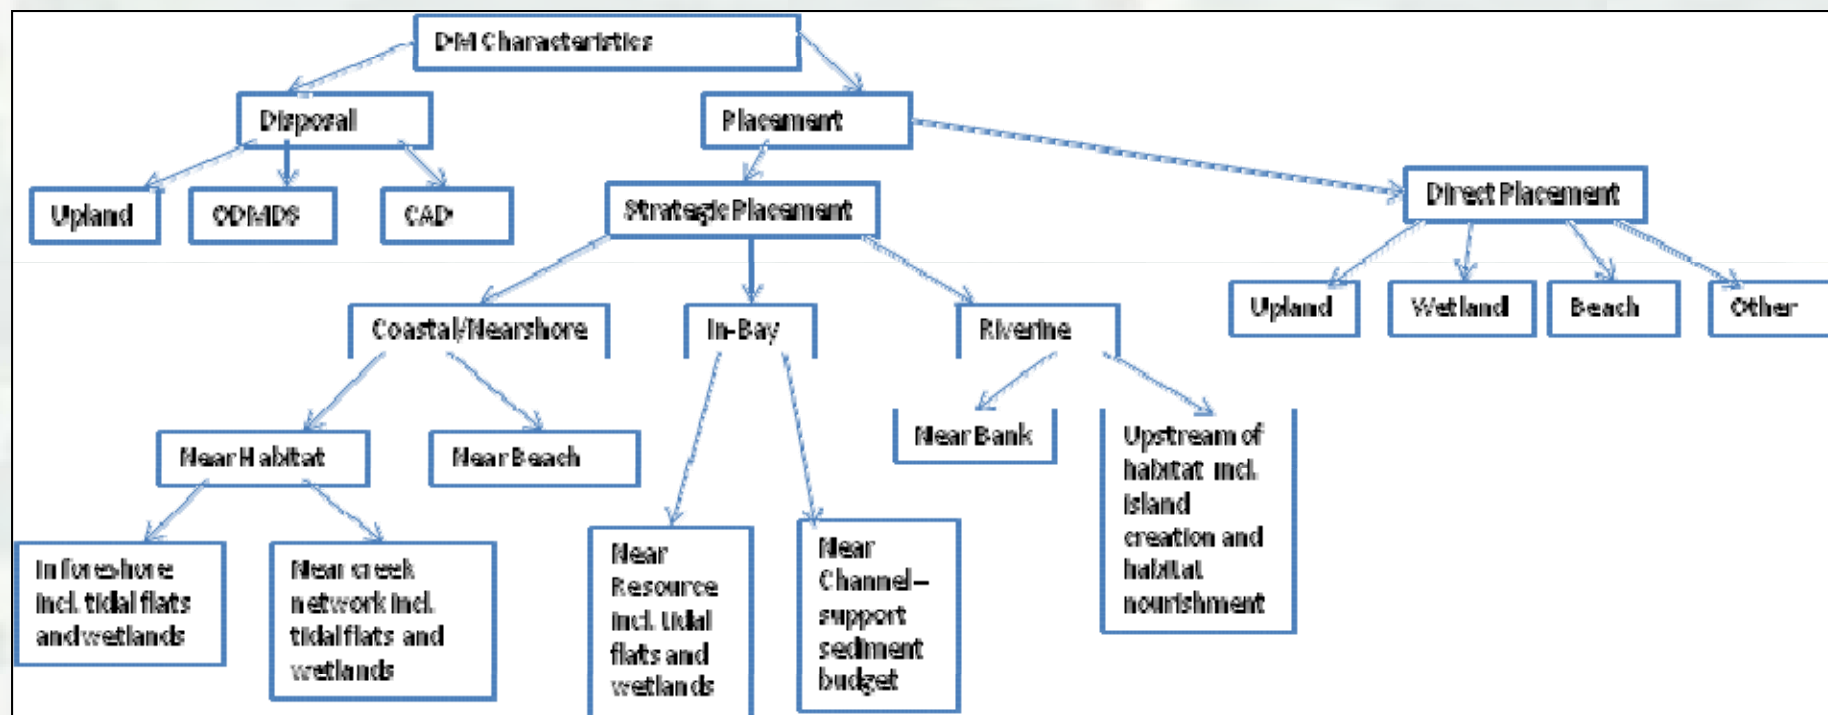 DM Characteristics
Disposal
Placement
Upland
ODMDS
CAD
Strategic Placement
Direct Placement
Upland
Wetland
Beach
Other
Coastal/Nearshore
In-Bay
Riverine
Near Habitat
Near Beach
Near Bank
Upstream of
habitat incl.
island
creation and
habitat
nourishment
In foreshore
incl. tidal flats
and wetlands
Near creek
network incl.
tidal flats and
wetlands
Near
Resource
incl. tidal
flats and
wetlands
Near
Channel–
support
sediment
budget